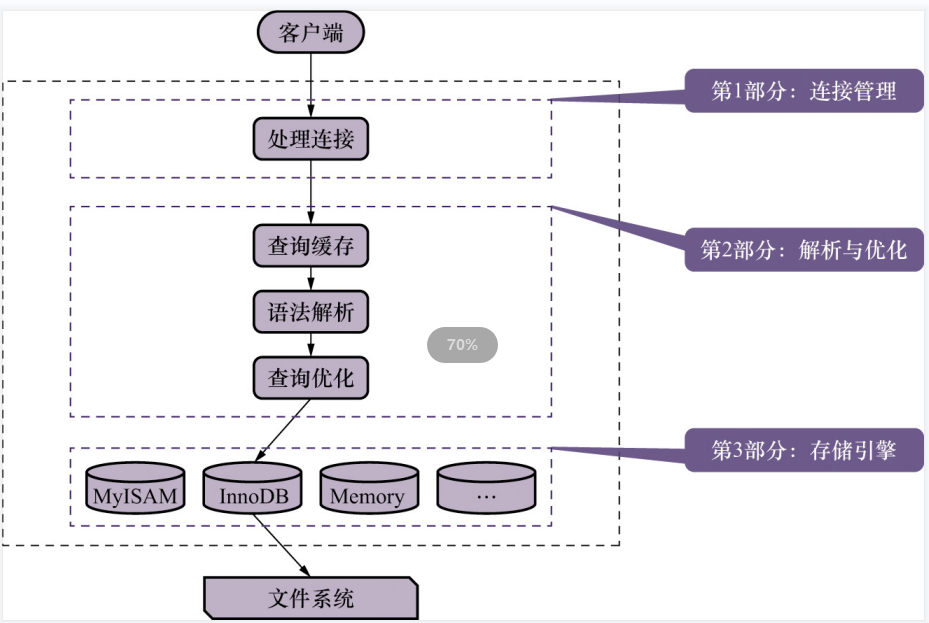 客户端
第1部分：连接管理
处理连接
查询缓存
第2部分：解析与优化
语法解析
70%
查询优化
第3部分：存储引擎
MyISAM
InnoDB
Memory
…
文件系统